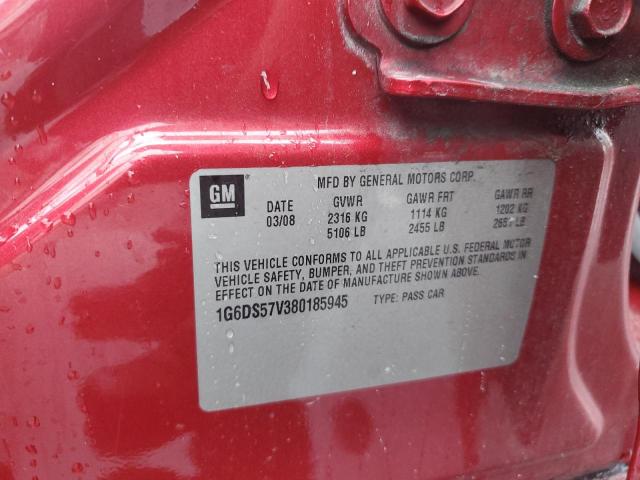 GM
MFD BY GENERAL MOTORS CORP.
DATE GVWR GAWR FRT GAWR RR
03/08 2316 KG 1114 KG 1202 KG
5106 LB 2455 LB LB
THIS VEHICLE CONFORMS TO ALL APPLICABLE U.S. FEDERAL MOTOR
VEHICLE SAFETY, BUMPER, AND THEFT PREVENTION STANDARDS IN
EFFECT ON THE DATE OF MANUFACTURE SHOWN ABOVE.
1G6DS57V380185945 TYPE: PASS CAR